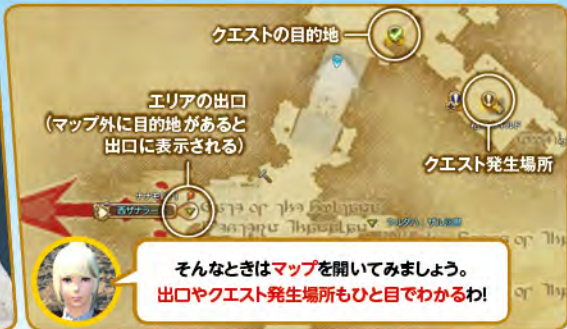 クエストの目的地
エリアの出口
(マップ外に目的地があると
出口に表示される)
クエスト発生場所
西ザナラーン
そんなときはマップを開いてみましょう。
出口やクエスト発生場所もひと目でわかるわ!